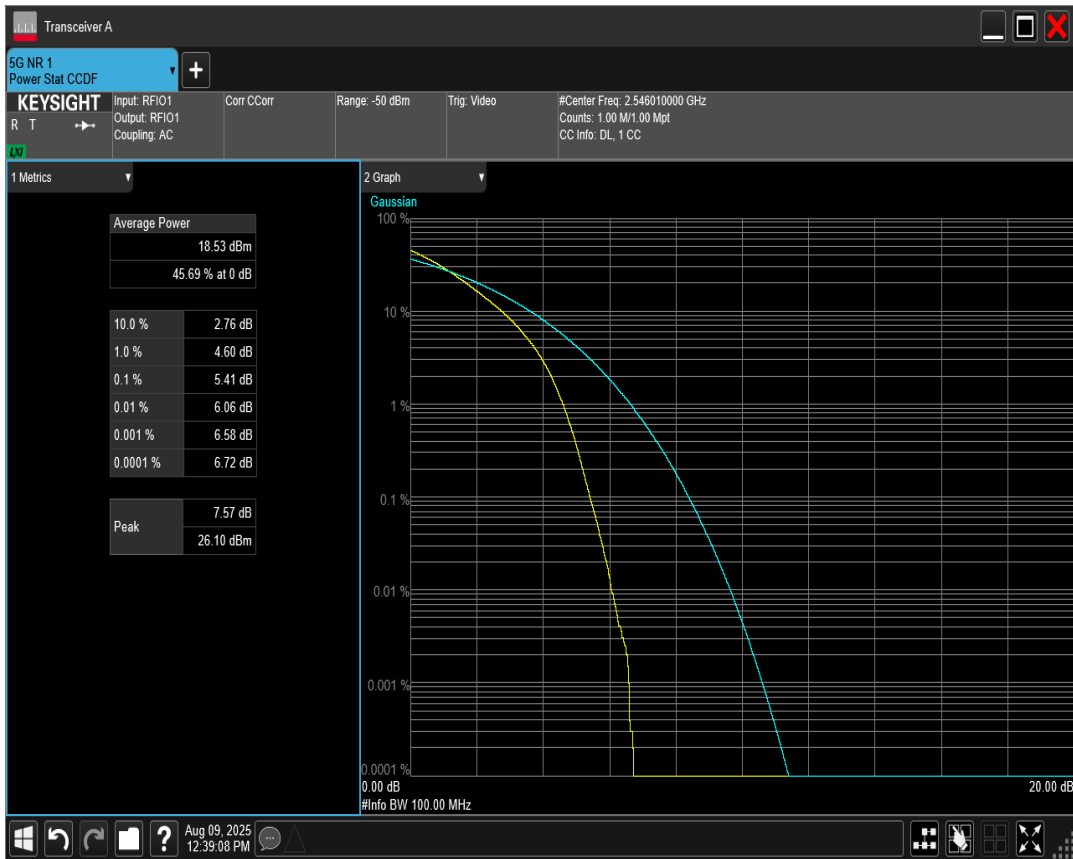 Transceiver A
5G NR 1
Power Stat CCDF
+
KEYSIGHT
R T
LXI
Input: RFIO1
Output: RFIO1
Coupling: AC
Corr CCorr
Range: -50 dBm
Trig: Video
#Center Freq: 2.546010000 GHz
Counts: 1.00 M/1.00 Mpt
CC Info: DL, 1 CC
1 Metrics
Average Power
18.53 dBm
45.69 % at 0 dB
10.0 % 2.76 dB
1.0 % 4.60 dB
0.1 % 5.41 dB
0.01 % 6.06 dB
0.001 % 6.58 dB
0.0001 % 6.72 dB
Peak 7.57 dB
26.10 dBm
2 Graph
Gaussian
100 %
10 %
1 %
0.1 %
0.01 %
0.001 %
0.0001 %
0.00 dB 20.00 dB
#Info BW 100.00 MHz
? Aug 09, 2025
12:39:08 PM